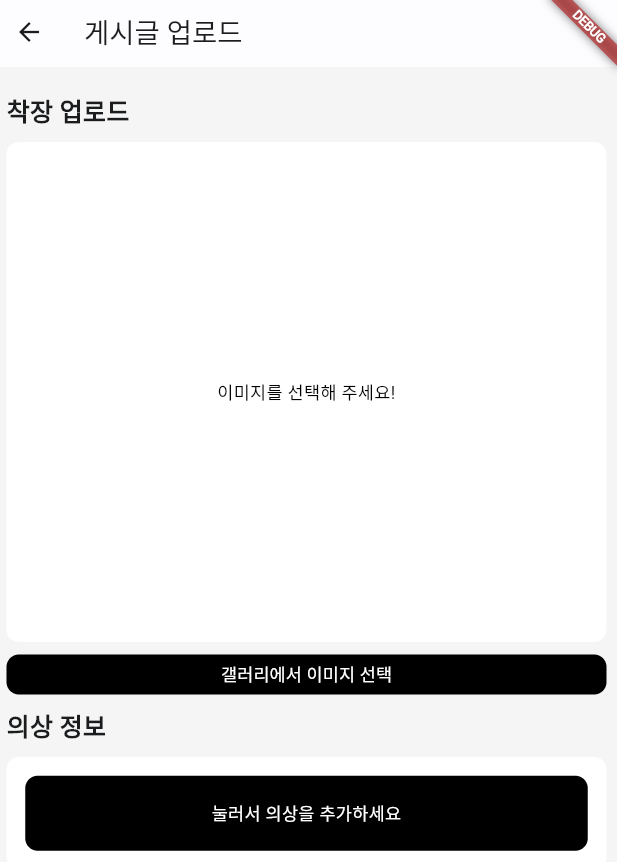 게시글 업로드
DEBUG
착장 업로드
이미지를 선택해 주세요!
갤러리에서 이미지 선택
의상 정보
눌러서 의상을 추가하세요